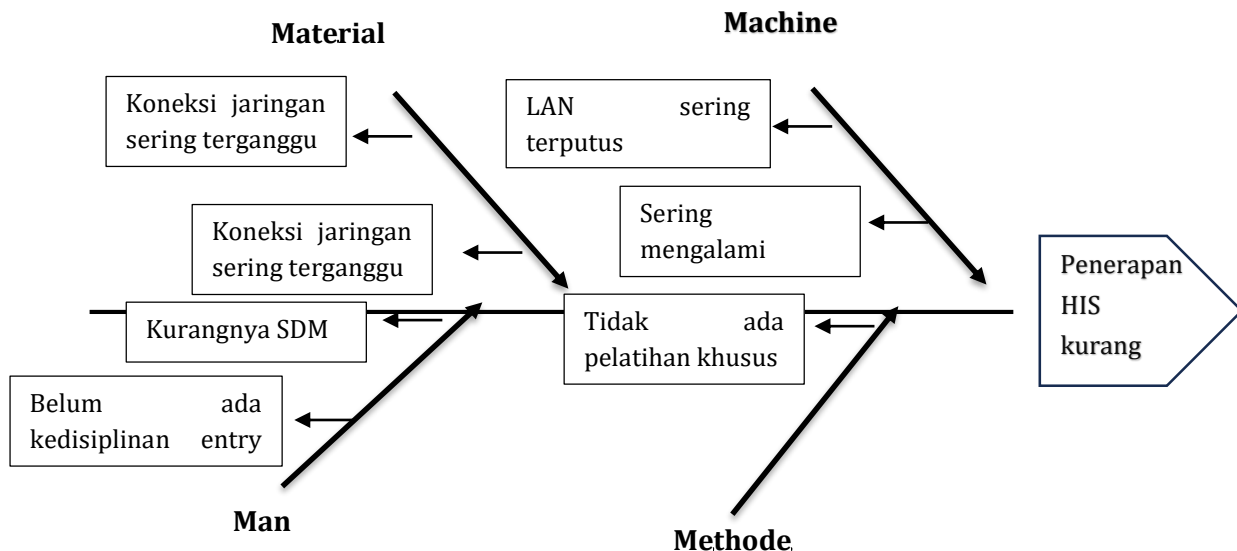 Material
Machine
Koneksi jaringan
sering terganggu
LAN sering
terputus
Koneksi jaringan
sering terganggu
Sering
mengalami
Penerapan
HIS
kurang
Kurangnya SDM
Tidak ada
pelatihan khusus
Belum ada
kedisiplinan entry
Man
Methode